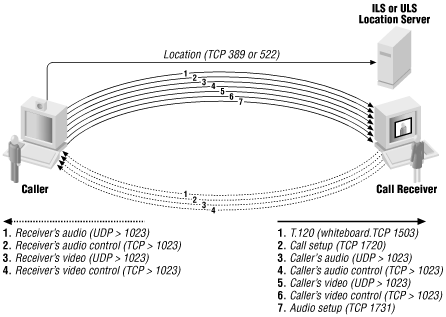 ILS or ULS
Location Server
Location (TCP 389 or 522)
1
2
3
4
5
6
7
Caller
Call Receiver
1
2
3
4
1. Receiver's audio (UDP > 1023)
2. Receiver's audio control (TCP > 1023)
3. Receiver's video (UDP > 1023)
4. Receiver's video control (TCP > 1023)
1. T.120 (whiteboard.TCP 1503)
2. Call setup (TCP 1720)
3. Caller's audio (UDP > 1023)
4. Caller's audio control (TCP > 1023)
5. Caller's video (UDP > 1023)
6. Caller's video control (TCP > 1023)
7. Audio setup (TCP 1731)